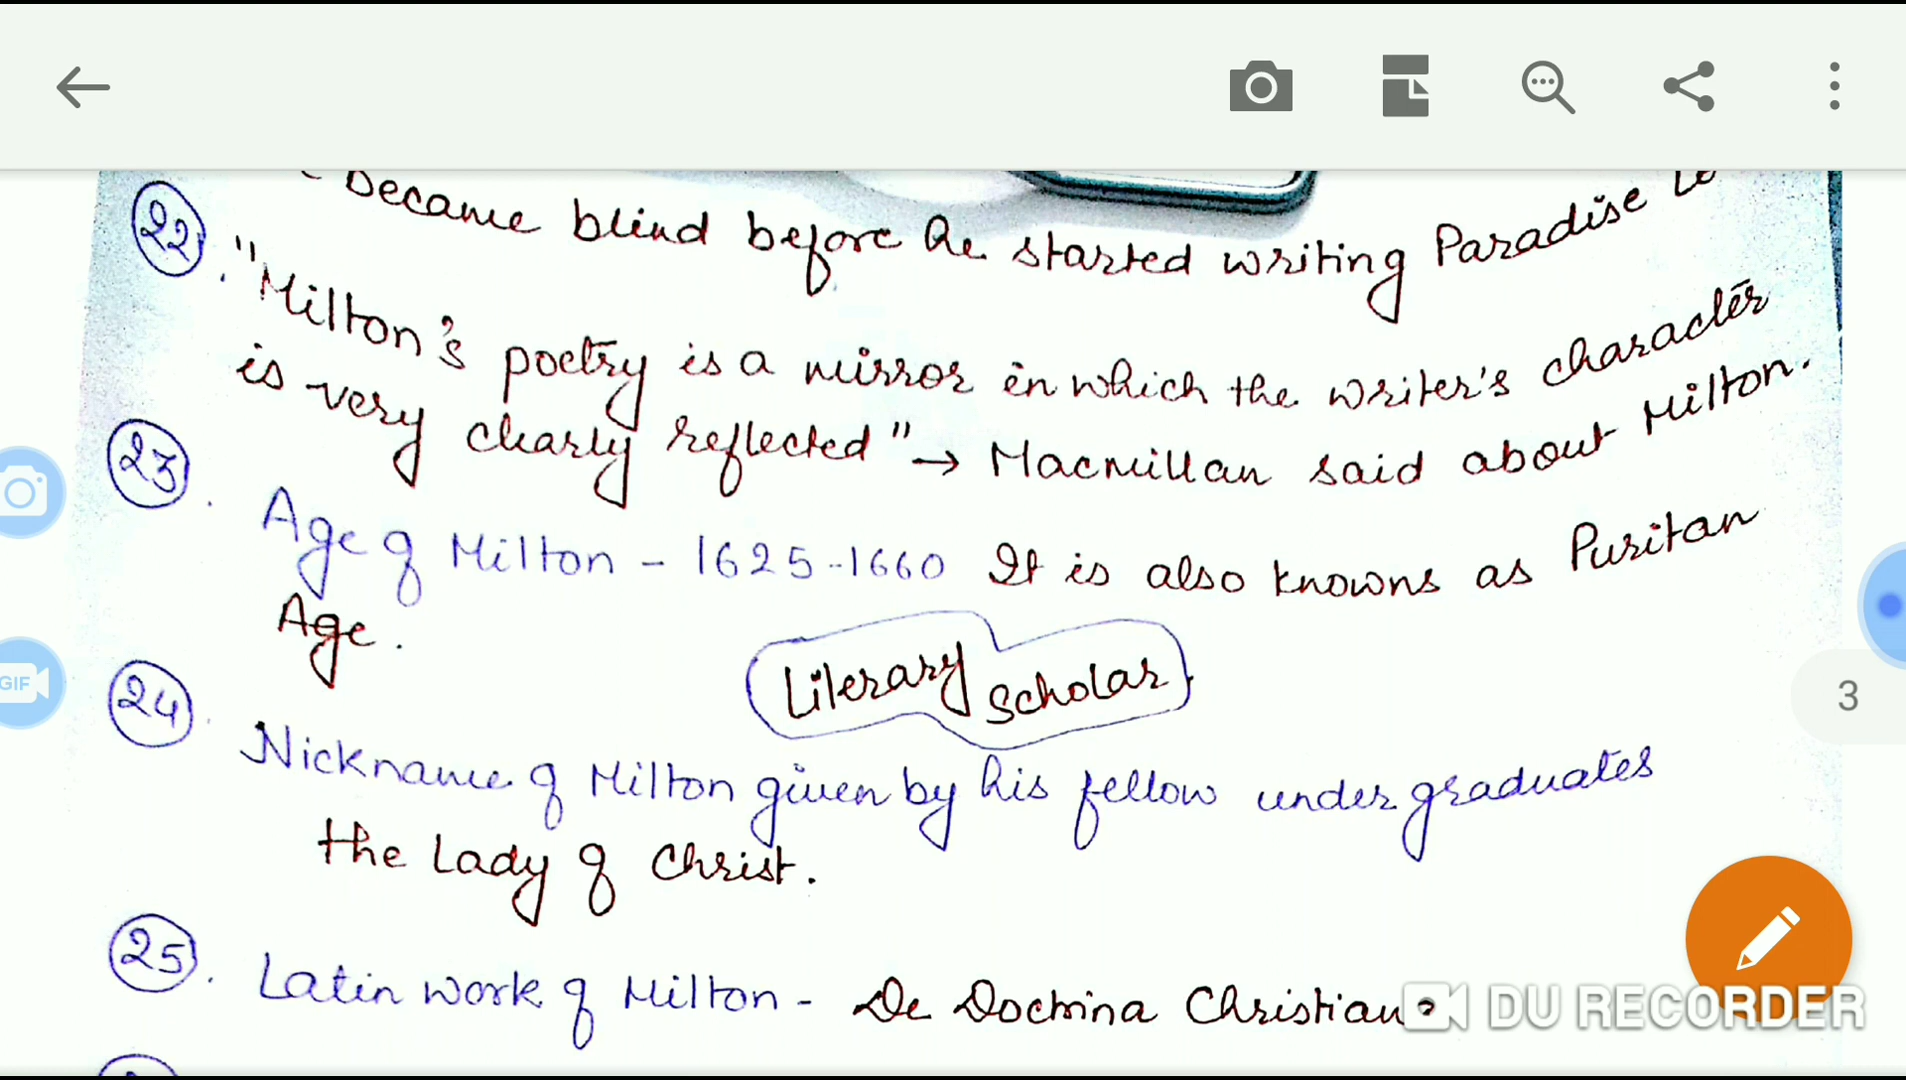 Became blind before he started writing Paradise Lo
22. "Milton's poetry is a mirror in which the writer's character
is very clearly reflected" → Macmillan said about Milton.
23. Age of Milton - 1625-1660 It is also knowns as Puritan
Age.
Literary Scholar
24. Nickname of Milton given by his fellow undergraduates
the Lady of Christ.
25. Latin work of Milton - De Doctrina Christian
GIF
3
DU RECORDER